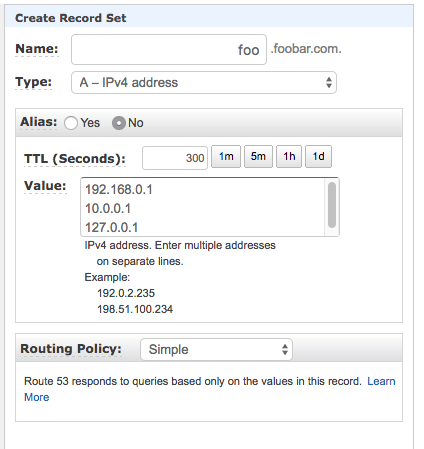 Create Record Set
Name: foo .foobar.com.
Type: A – IPv4 address
Alias: Yes No
TTL (Seconds): 300 1m 5m 1h 1d
Value: 192.168.0.1
10.0.0.1
127.0.0.1
IPv4 address. Enter multiple addresses
on separate lines.
Example:
192.0.2.235
198.51.100.234
Routing Policy: Simple
Route 53 responds to queries based only on the values in this record. Learn
More